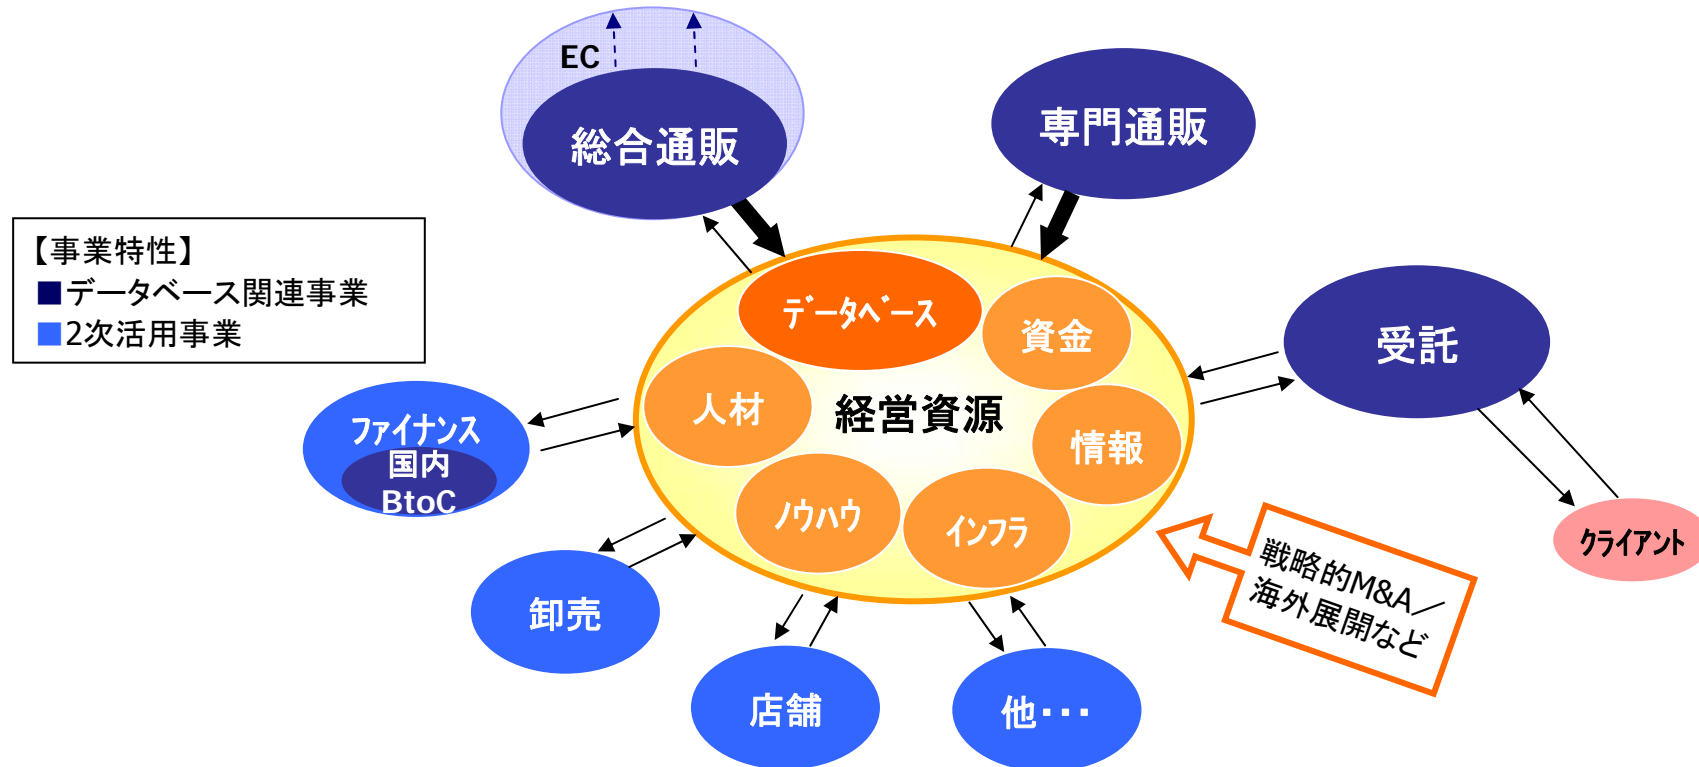 EC
総合通販
専門通販
【事業特性】
■データベース関連事業
■2次活用事業
データベース
資金
受託
人材
経営資源
ファイナンス
国内
BtoC
情報
ノウハウ
インフラ
クライアント
戦略的M&A／
海外展開など
卸売
店舗
他・・・